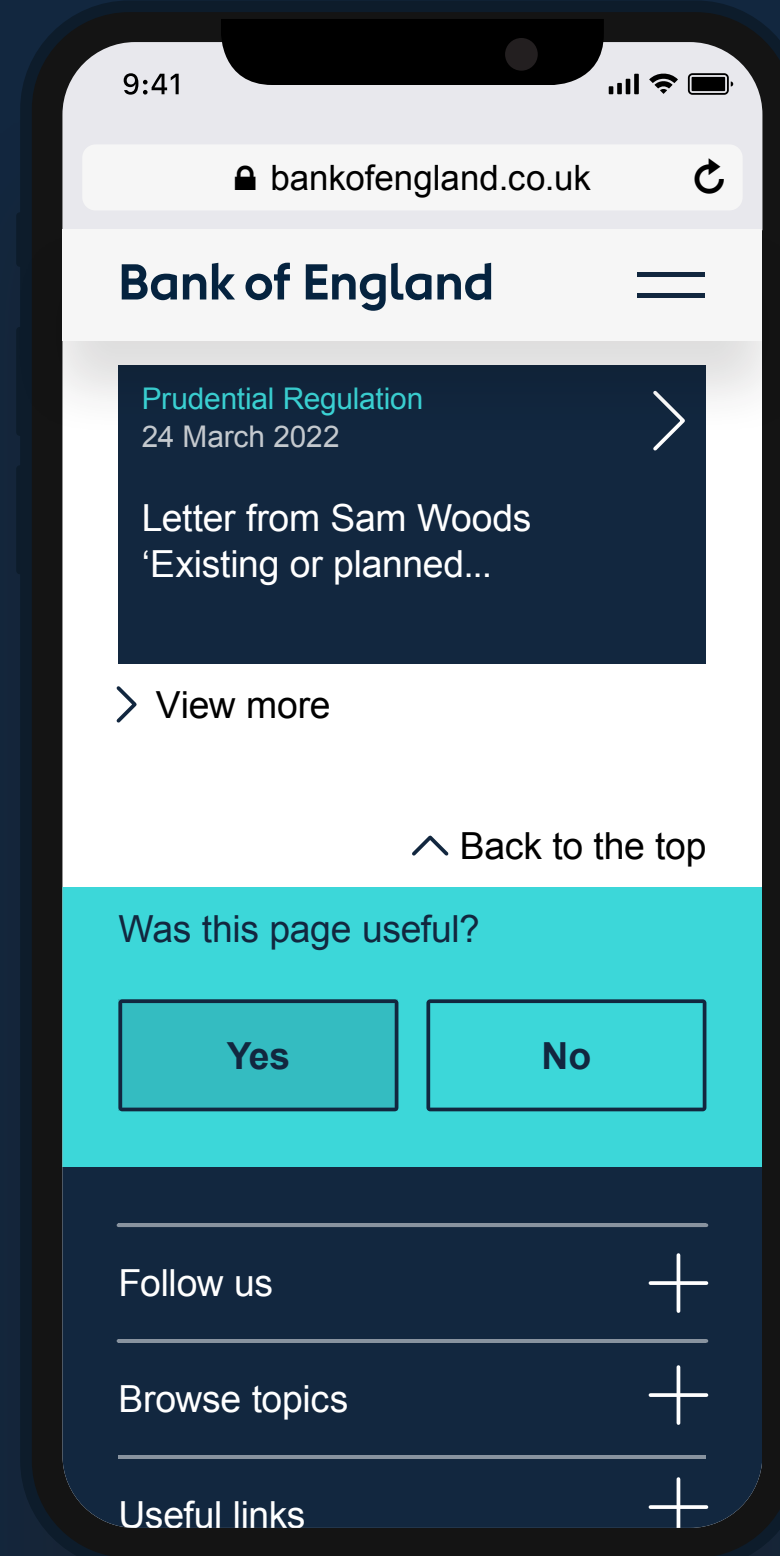 9:41
bankofengland.co.uk
Bank of England
Prudential Regulation
24 March 2022
Letter from Sam Woods
‘Existing or planned...
View more
Back to the top
Was this page useful?
Yes
No
Follow us
Browse topics
Useful links